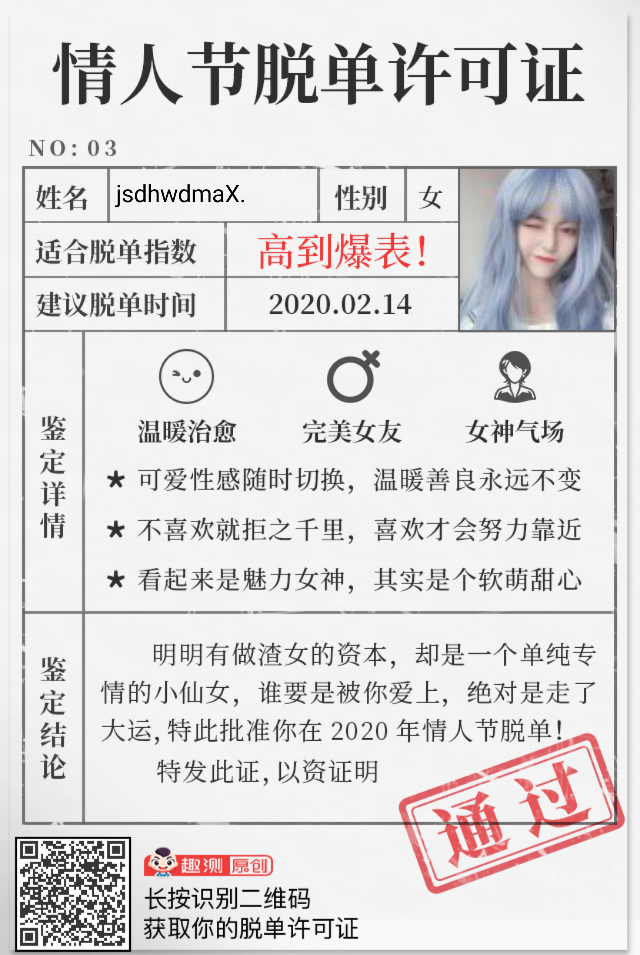 情人节脱单许可证
NO: 03
姓名 jsdhwdmaX. 性别 女
适合脱单指数 高到爆表！
建议脱单时间 2020.02.14
鉴定详情
温暖治愈 完美女友 女神气场
★ 可爱性感随时切换，温暖善良永远不变
★ 不喜欢就拒之千里，喜欢才会努力靠近
★ 看起来是魅力女神，其实是个软萌甜心
鉴定结论
明明有做渣女的资本，却是一个单纯专
情的小仙女，谁要是被你爱上，绝对是走了
大运，特此批准你在 2020 年情人节脱单！
特发此证，以资证明
通过
趣测 原创
长按识别二维码
获取你的脱单许可证